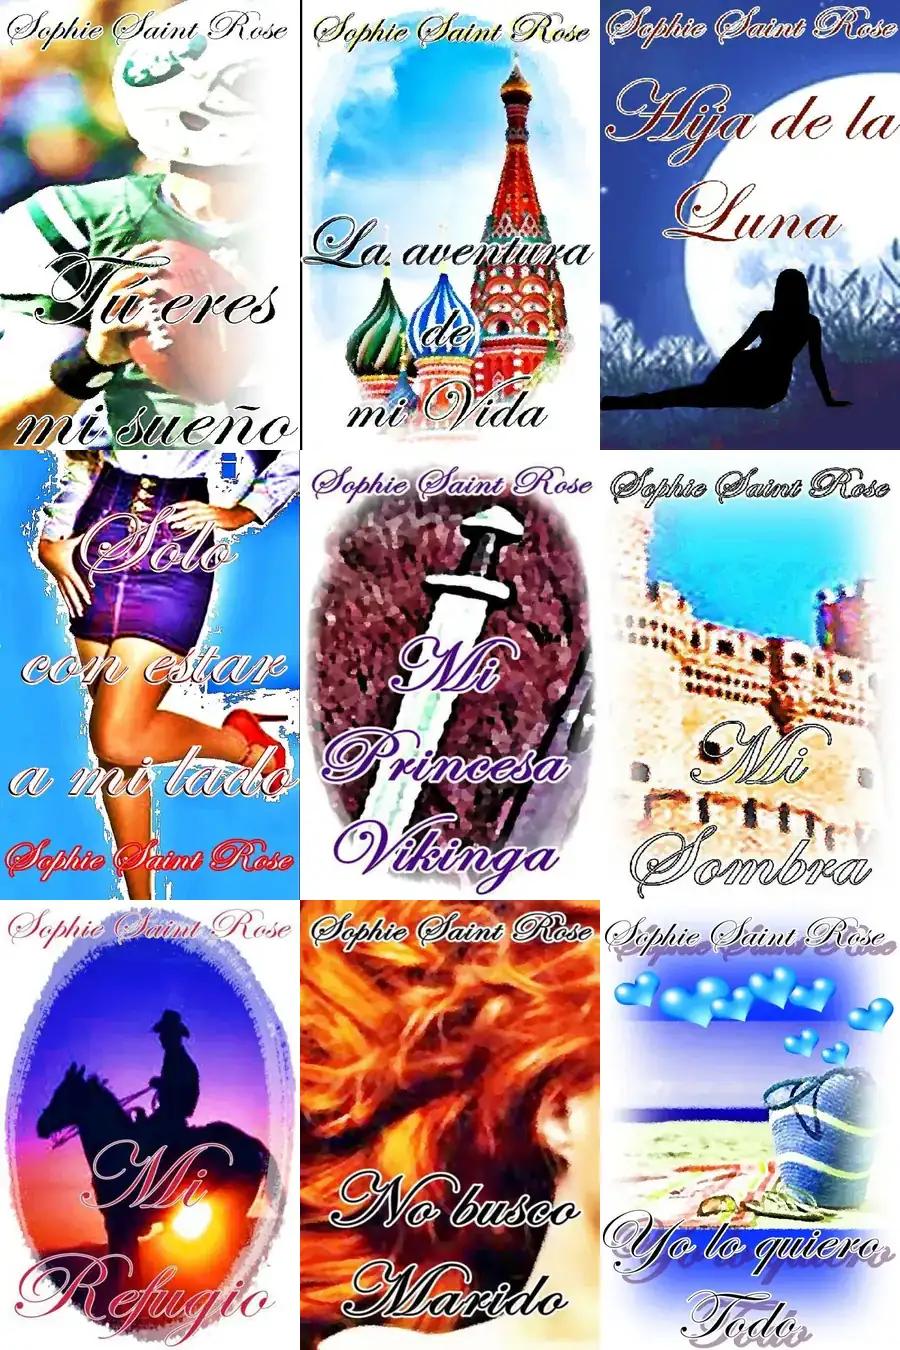 Sophie Saint Rose
Tú eres
mi sueño
Sophie Saint Rose
La aventura
de
mi Vida
Sophie Saint Rose
Hija de la
Luna
Solo
con estar
a mi lado
Sophie Saint Rose
Sophie Saint Rose
Mi
Princesa
Vikinga
Sophie Saint Rose
Mi
Sombra
Sophie Saint Rose
Mi
Refugio
Sophie Saint Rose
No busco
Marido
Sophie Saint Rose
Yo lo quiero
Todo